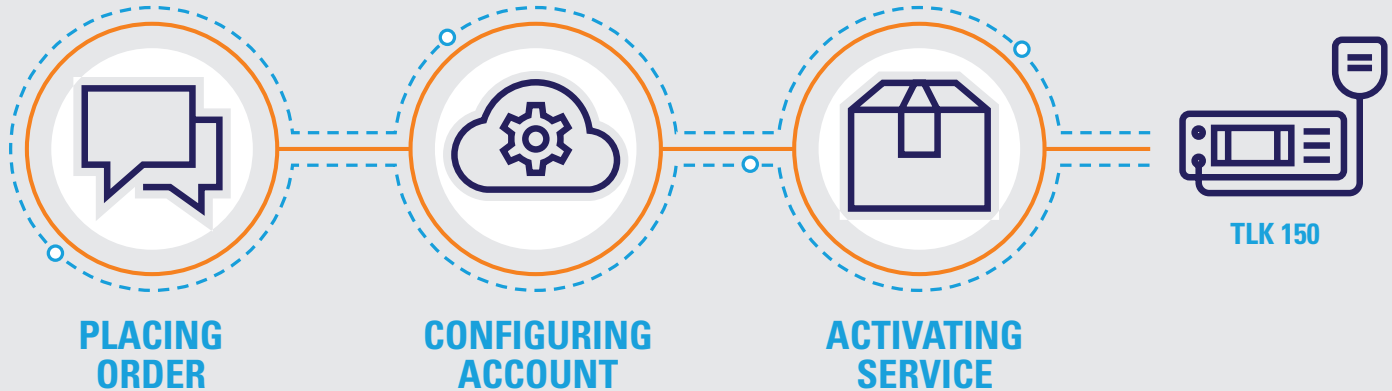 TLK 150
PLACING
ORDER
CONFIGURING
ACCOUNT
ACTIVATING
SERVICE